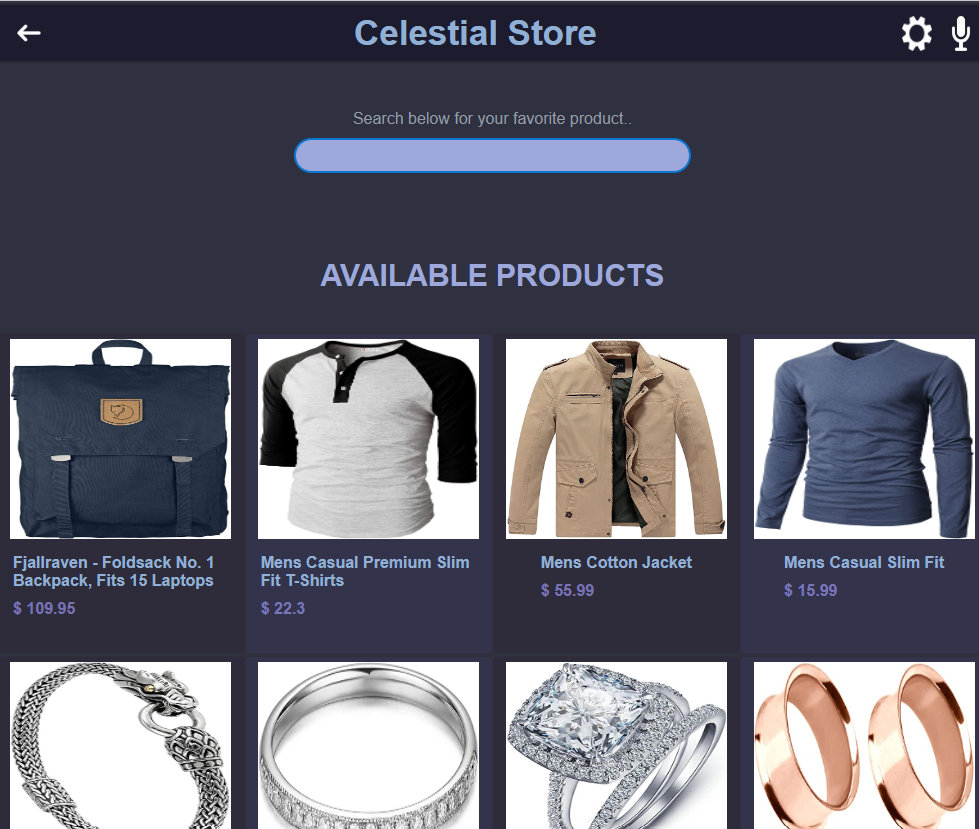 Celestial Store
Search below for your favorite product..
AVAILABLE PRODUCTS
Fjallraven - Foldsack No. 1
Backpack, Fits 15 Laptops
$ 109.95
Mens Casual Premium Slim
Fit T-Shirts
$ 22.3
Mens Cotton Jacket
$ 55.99
Mens Casual Slim Fit
$ 15.99